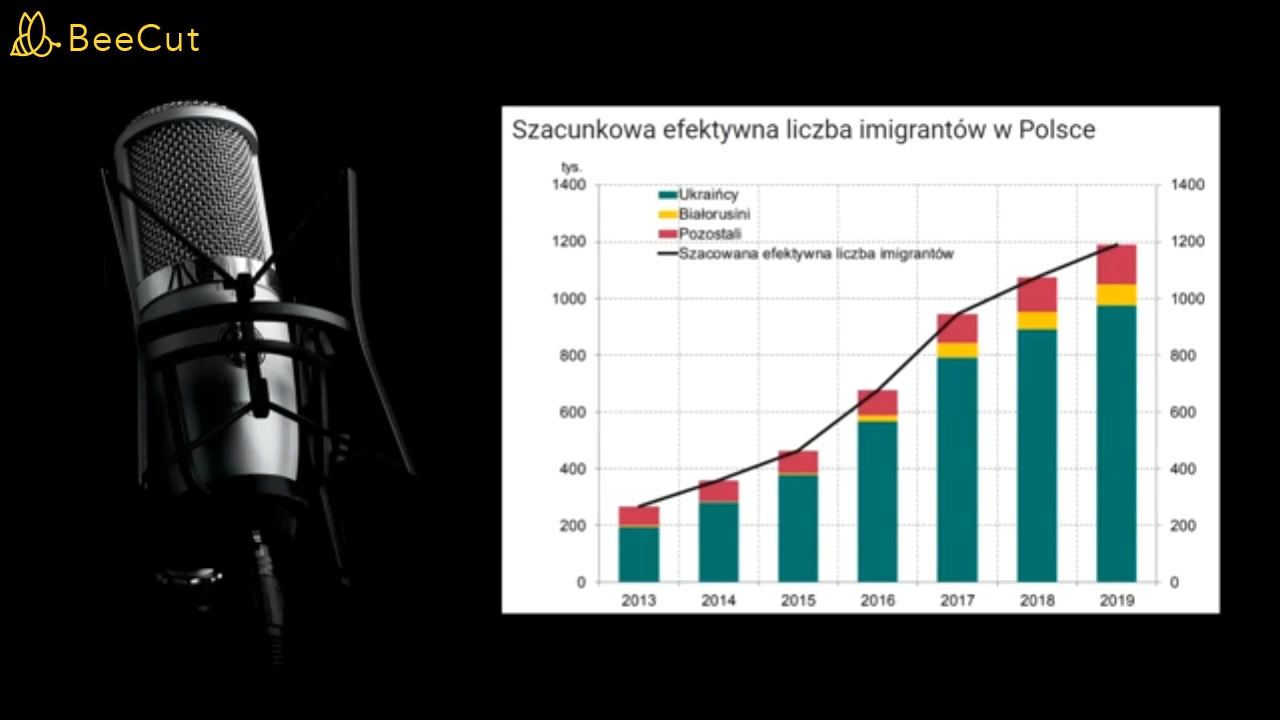 BeeCut
Szacunkowa efektywna liczba imigrantów w Polsce
tys.
1400 1400
1200 1200
1000 1000
800 800
600 600
400 400
200 200
0 0
Ukraińcy
Białorusini
Pozostali
Szacowana efektywna liczba imigrantów
2013 2014 2015 2016 2017 2018 2019